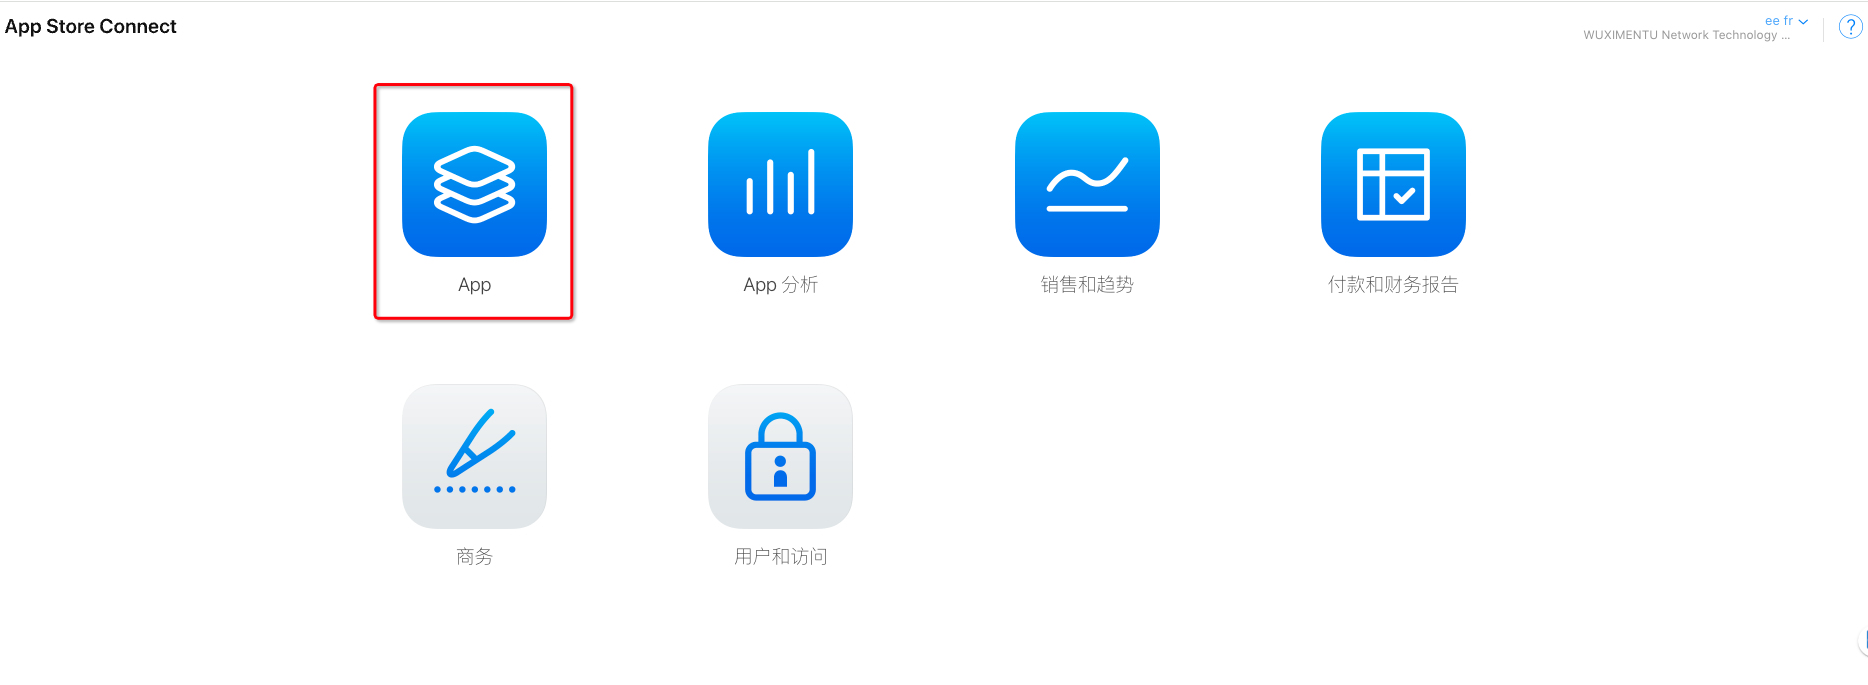 App Store Connect
ee fr
WUXIMENTU Network Technology ...
?
App
App 分析
销售和趋势
付款和财务报告
商务
用户和访问